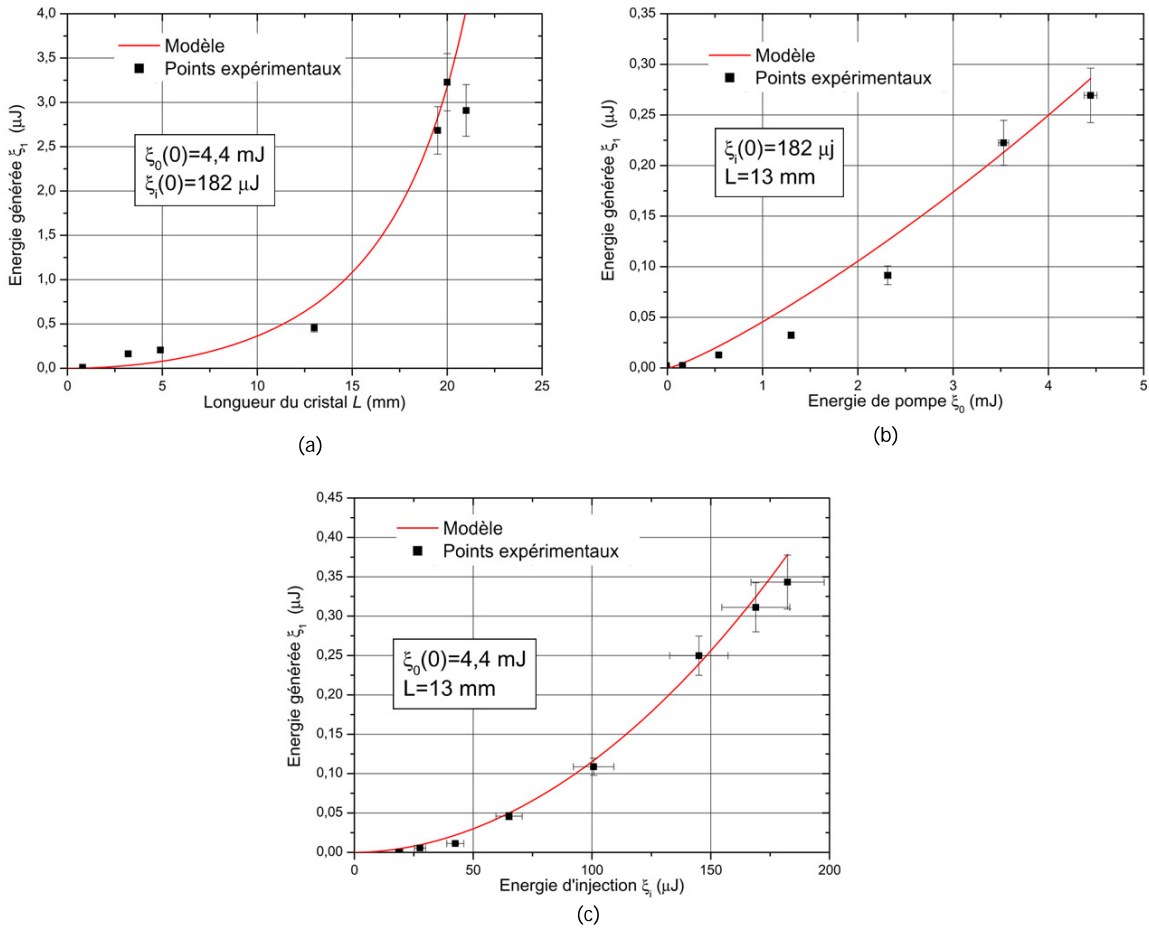 4,0
3,5
3,0
2,5
2,0
1,5
1,0
0,5
0,0
Energie générée ξ₁ (μJ)
Modèle
Points expérimentaux
ξ₀(0)=4,4 mJ
ξᵢ(0)=182 μJ
0 5 10 15 20 25
Longueur du cristal L (mm)
(a)
0,35
0,30
0,25
0,20
0,15
0,10
0,05
0,00
Energie générée ξ₁ (μJ)
Modèle
Points expérimentaux
ξᵢ(0)=182 μj
L=13 mm
0 1 2 3 4 5
Energie de pompe ξ₀ (mJ)
(b)
0,45
0,40
0,35
0,30
0,25
0,20
0,15
0,10
0,05
0,00
Energie générée ξ₁ (μJ)
Modèle
Points expérimentaux
ξ₀(0)=4,4 mJ
L=13 mm
0 50 100 150 200
Energie d'injection ξᵢ (μJ)
(c)